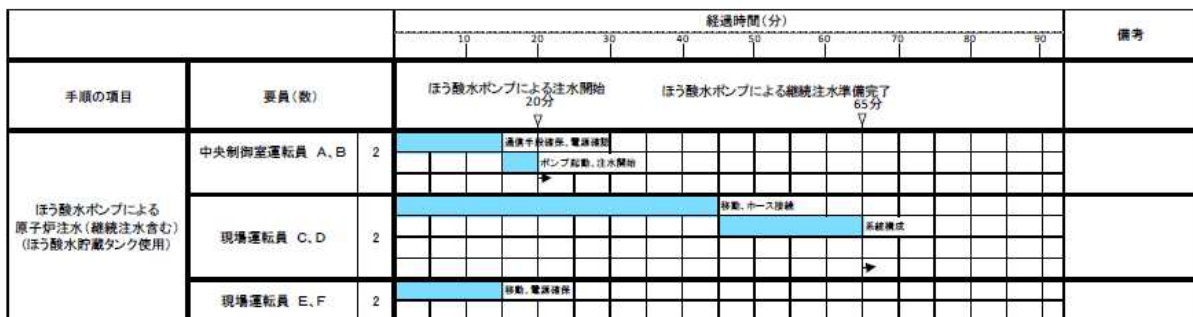 経過時間(分)
備考
10 20 30 40 50 60 70 80 90
手順の項目
要員(数)
ほう酸水ポンプによる注水開始
20分
ほう酸水ポンプによる継続注水準備完了
65分
ほう酸水ポンプによる
原子炉注水(継続注水含む)
(ほう酸水貯蔵タンク使用)
中央制御室運転員 A、B
2
通信手段確保、電源確認
ポンプ起動、注水開始
現場運転員 C、D
2
移動、ホース接続
系統構成
現場運転員 E、F
2
移動、電源確保